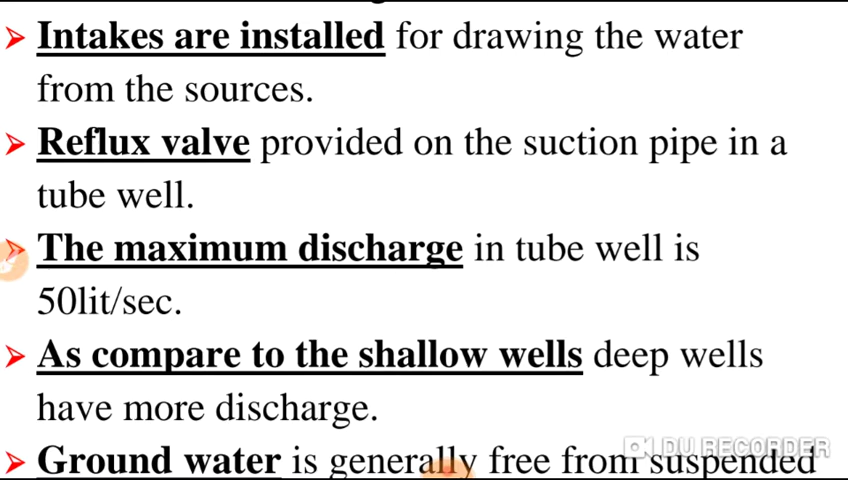 Intakes are installed for drawing the water
from the sources.
Reflux valve provided on the suction pipe in a
tube well.
The maximum discharge in tube well is
50lit/sec.
As compare to the shallow wells deep wells
have more discharge.
DU RECORDER
Ground water is generally free from suspended